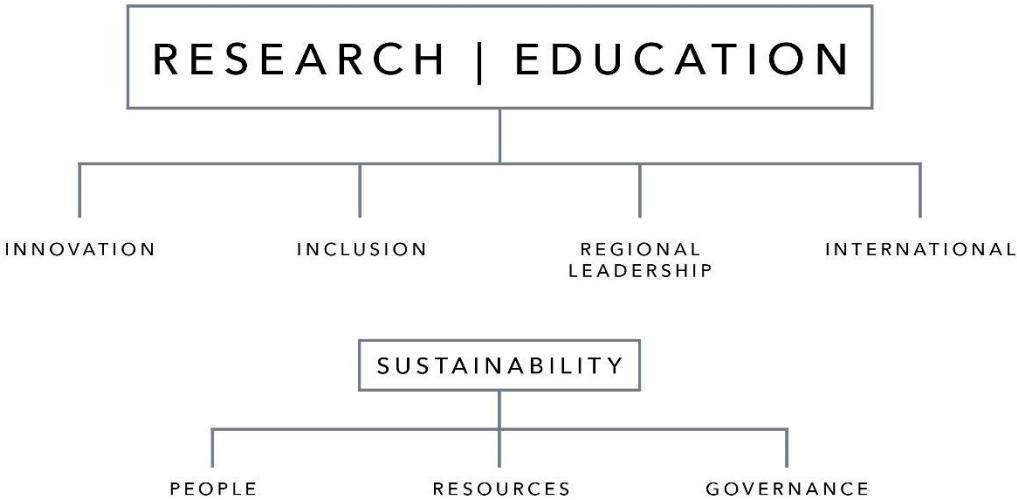 RESEARCH | EDUCATION
INNOVATION
INCLUSION
REGIONAL
LEADERSHIP
INTERNATIONAL
SUSTAINABILITY
PEOPLE
RESOURCES
GOVERNANCE